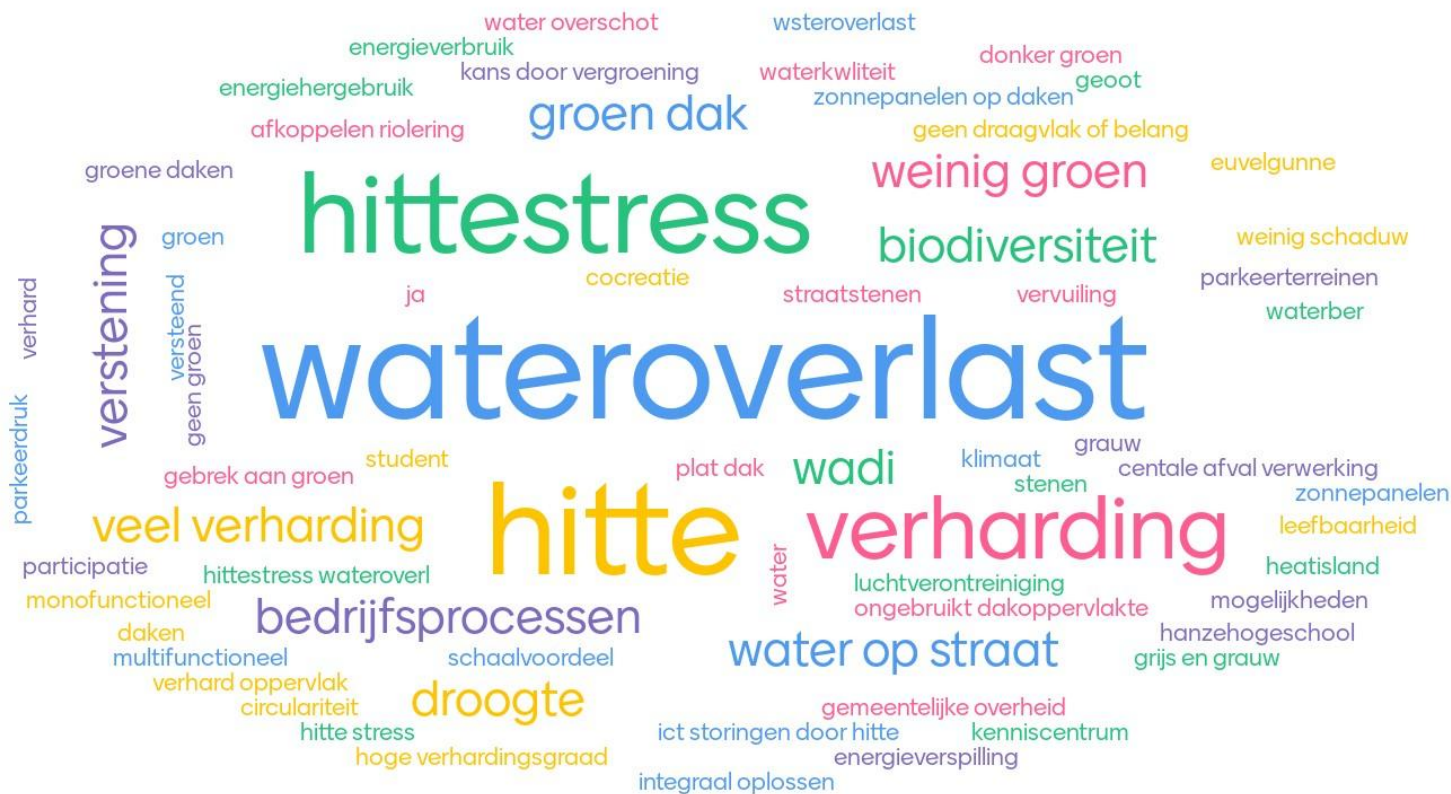 water overschot
wsteroverlast
energieverbruik
donker groen
kans door vergroening
waterkwliteit
geoot
energiehergebruik
zonnepanelen op daken
groen dak
afkoppelen riolering
geen draagvlak of belang
groene daken
weinig groen
euvelgunne
hittestress
verstening
groen
biodiversiteit
weinig schaduw
cocreatie
parkeerterreinen
verhard
versteend
ja
straatstenen
vervuiling
waterber
geen groen
wateroverlast
parkeerdruk
student
grauw
gebrek aan groen
plat dak
wadi
klimaat
centale afval verwerking
stenen
zonnepanelen
veel verharding
hitte
verharding
leefbaarheid
participatie
hittestress wateroverl
water
luchtverontreiniging
heatisland
monofunctioneel
bedrijfsprocessen
ongebruikt dakoppervlakte
mogelijkheden
daken
hanzehogeschool
multifunctioneel
schaalvoordeel
water op straat
grijs en grauw
verhard oppervlak
droogte
circulariteit
gemeentelijke overheid
hitte stress
ict storingen door hitte
kenniscentrum
hoge verhardingsgraad
energieverspilling
integraal oplossen